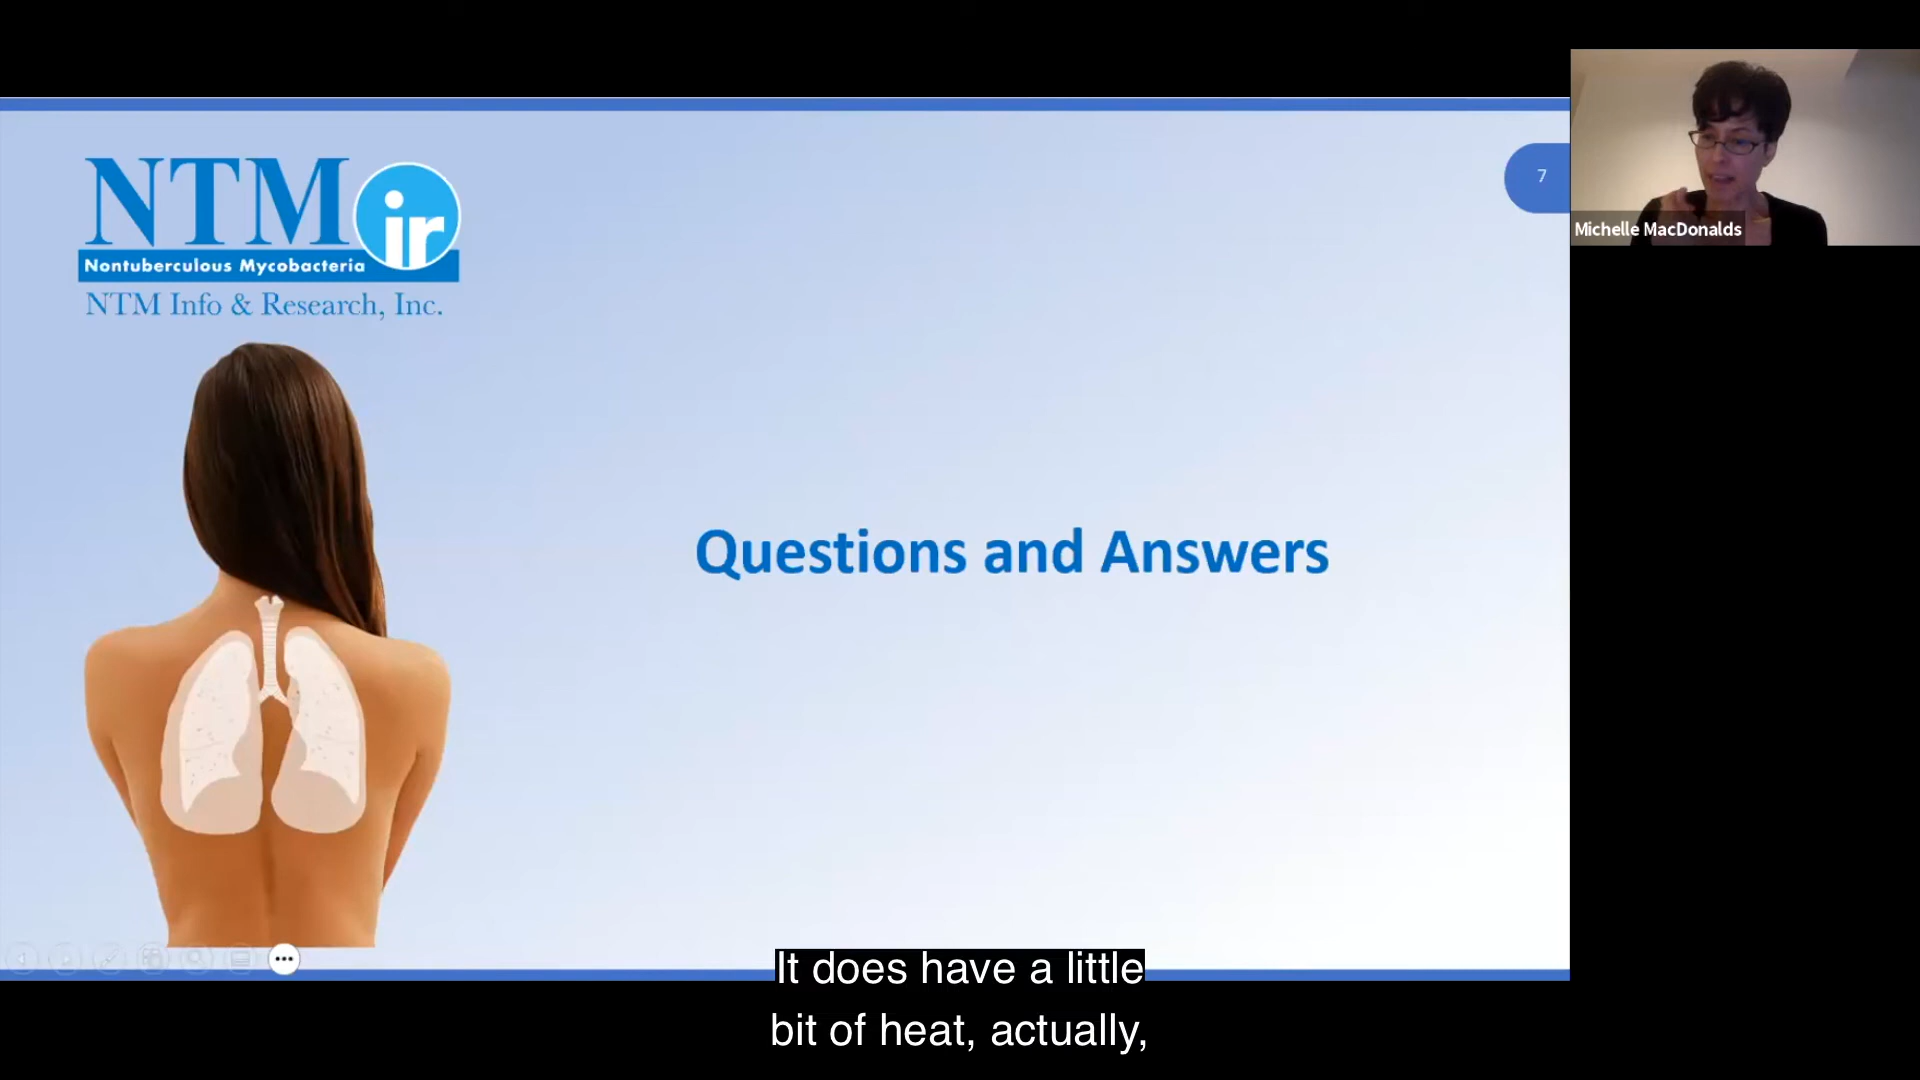 NTM
ir
Nontuberculous Mycobacteria
NTM Info & Research, Inc.
7
Michelle MacDonalds
Questions and Answers
It does have a little
bit of heat, actually,